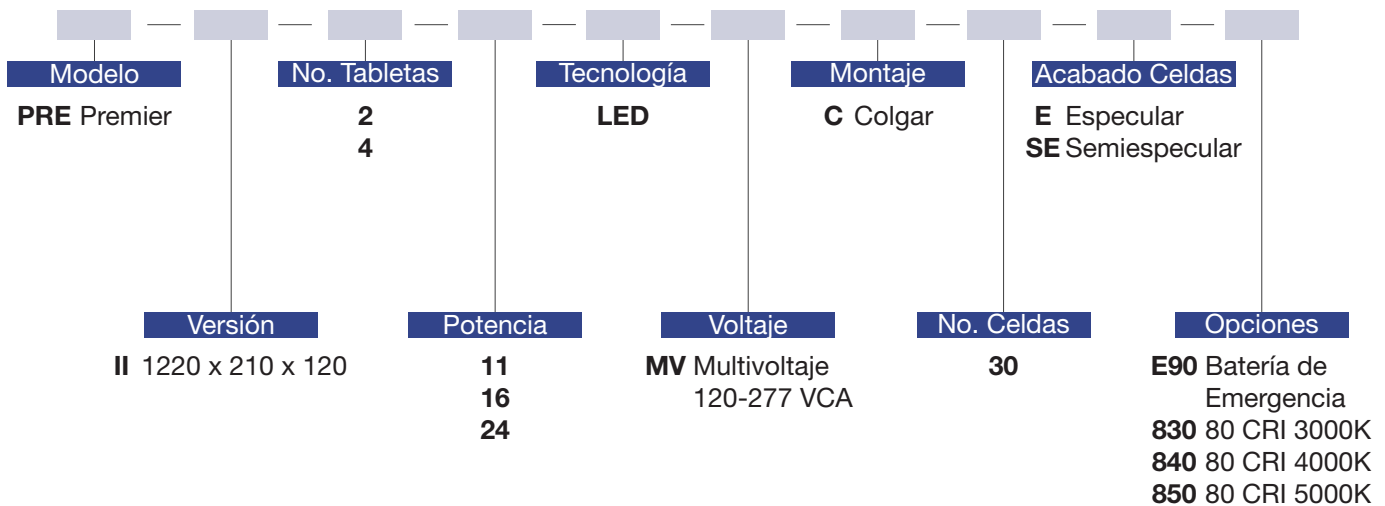 Modelo
No. Tabletas
Tecnología
Montaje
Acabado Celdas
PRE Premier
2
4
LED
C Colgar
E Especular
SE Semiespecular
Versión
Potencia
Voltaje
No. Celdas
Opciones
II 1220 x 210 x 120
11
16
24
MV Multivoltaje
120-277 VCA
30
E90 Batería de
Emergencia
830 80 CRI 3000K
840 80 CRI 4000K
850 80 CRI 5000K